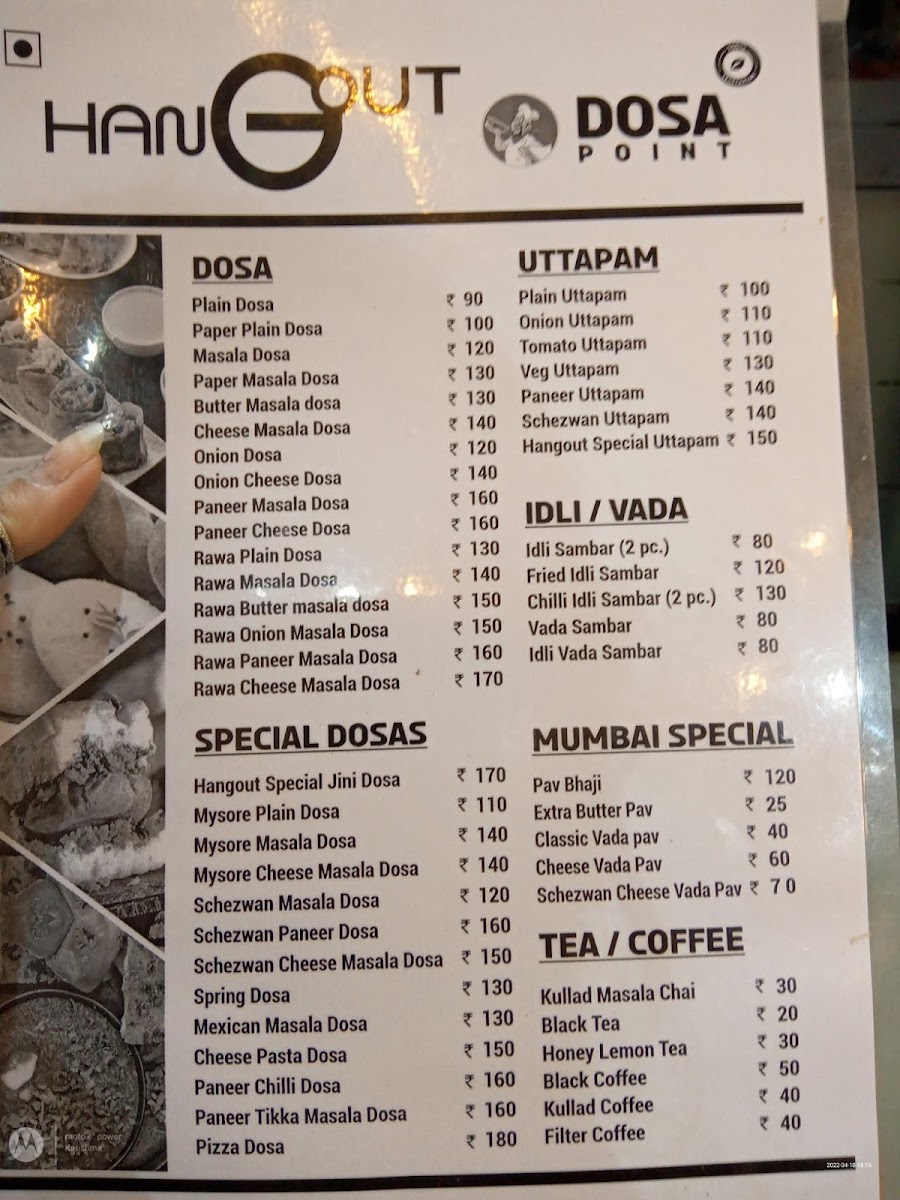 HANGOUT
DOSA
POINT
DOSA
Plain Dosa ₹ 90
Paper Plain Dosa ₹ 100
Masala Dosa ₹ 120
Paper Masala Dosa ₹ 130
Butter Masala dosa ₹ 130
Cheese Masala Dosa ₹ 140
Onion Dosa ₹ 120
Onion Cheese Dosa ₹ 140
Paneer Masala Dosa ₹ 160
Paneer Cheese Dosa ₹ 160
Rawa Plain Dosa ₹ 130
Rawa Masala Dosa ₹ 140
Rawa Butter masala dosa ₹ 150
Rawa Onion Masala Dosa ₹ 150
Rawa Paneer Masala Dosa ₹ 160
Rawa Cheese Masala Dosa ₹ 170
SPECIAL DOSAS
Hangout Special Jini Dosa ₹ 170
Mysore Plain Dosa ₹ 110
Mysore Masala Dosa ₹ 140
Mysore Cheese Masala Dosa ₹ 140
Schezwan Masala Dosa ₹ 120
Schezwan Paneer Dosa ₹ 160
Schezwan Cheese Masala Dosa ₹ 150
Spring Dosa ₹ 130
Mexican Masala Dosa ₹ 130
Cheese Pasta Dosa ₹ 150
Paneer Chilli Dosa ₹ 160
Paneer Tikka Masala Dosa ₹ 160
Pizza Dosa ₹ 180
UTTAPAM
Plain Uttapam ₹ 100
Onion Uttapam ₹ 110
Tomato Uttapam ₹ 110
Veg Uttapam ₹ 130
Paneer Uttapam ₹ 140
Schezwan Uttapam ₹ 140
Hangout Special Uttapam ₹ 150
IDLI / VADA
Idli Sambar (2 pc.) ₹ 80
Fried Idli Sambar ₹ 120
Chilli Idli Sambar (2 pc.) ₹ 130
Vada Sambar ₹ 80
Idli Vada Sambar ₹ 80
MUMBAI SPECIAL
Pav Bhaji ₹ 120
Extra Butter Pav ₹ 25
Classic Vada pav ₹ 40
Cheese Vada Pav ₹ 60
Schezwan Cheese Vada Pav ₹ 70
TEA / COFFEE
Kullad Masala Chai ₹ 30
Black Tea ₹ 20
Honey Lemon Tea ₹ 30
Black Coffee ₹ 50
Kullad Coffee ₹ 40
Filter Coffee ₹ 40
moto e⁷ power
Karishma